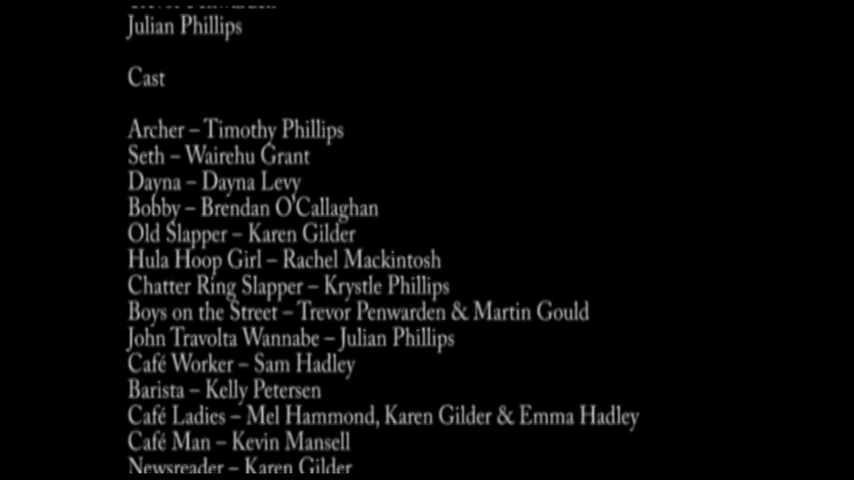 Julian Phillips
Cast
Archer – Timothy Phillips
Seth – Wairehu Grant
Dayna – Dayna Levy
Bobby – Brendan O'Callaghan
Old Slapper – Karen Gilder
Hula Hoop Girl – Rachel Mackintosh
Chatter Ring Slapper – Krystle Phillips
Boys on the Street – Trevor Penwarden & Martin Gould
John Travolta Wannabe – Julian Phillips
Café Worker – Sam Hadley
Barista – Kelly Petersen
Café Ladies – Mel Hammond, Karen Gilder & Emma Hadley
Café Man – Kevin Mansell
Newsreader – Karen Gilder